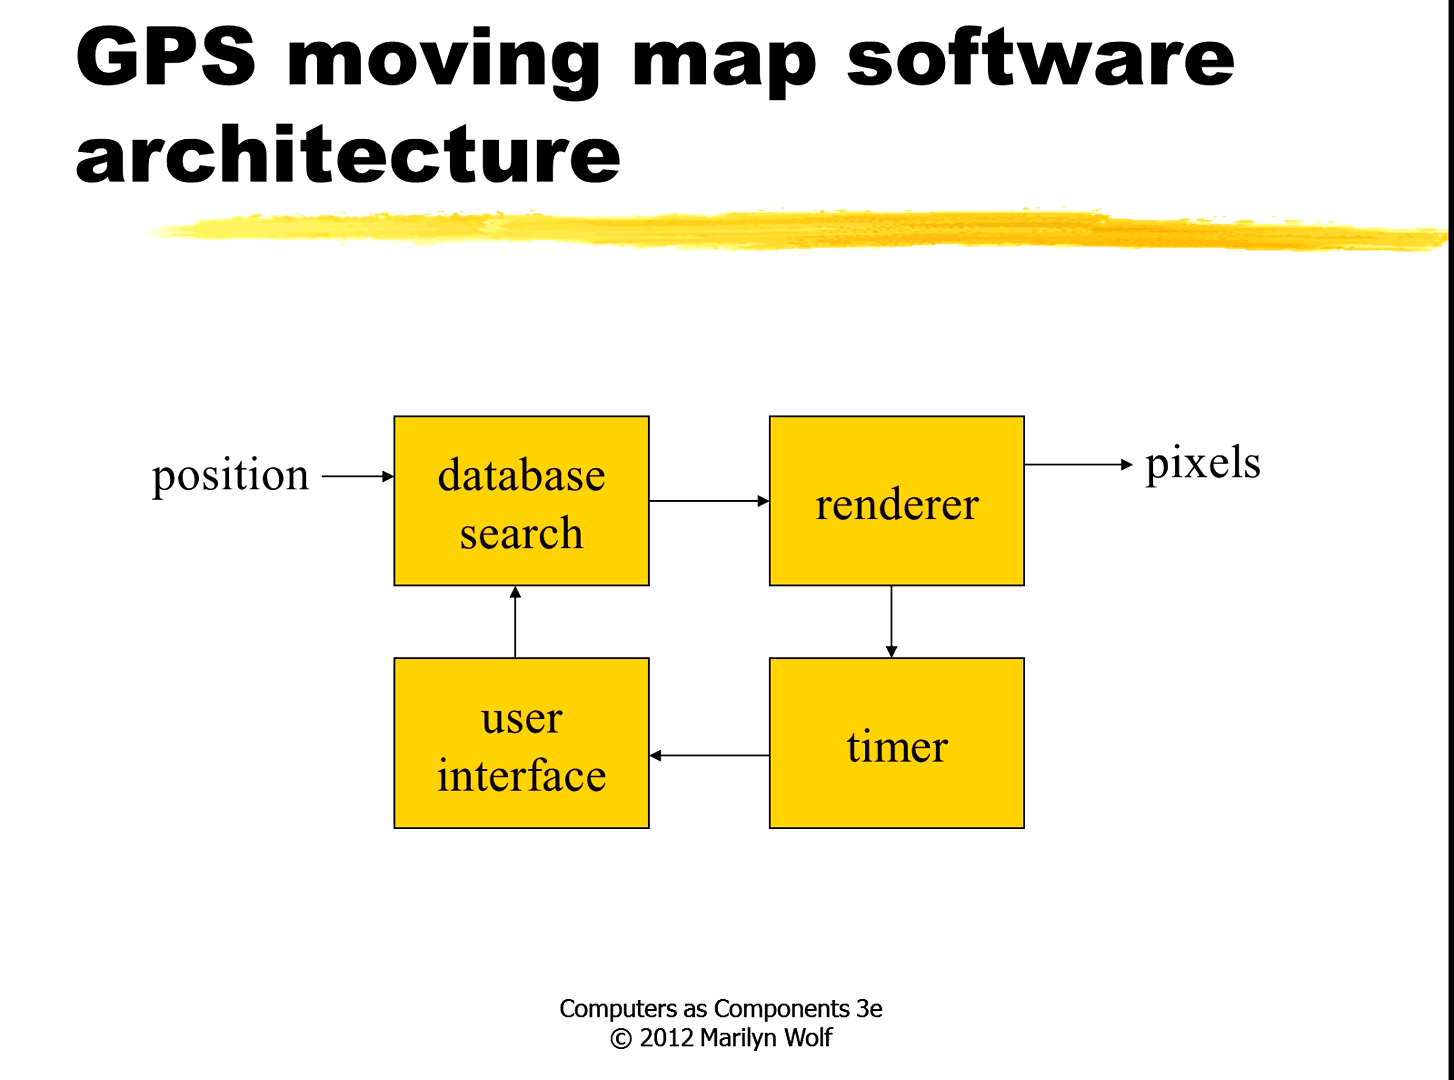 GPS moving map software
architecture
position
database
search
renderer
pixels
user
interface
timer
Computers as Components 3e
© 2012 Marilyn Wolf